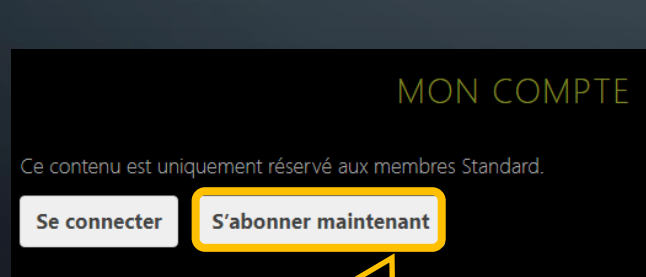 MON COMPTE
Ce contenu est uniquement réservé aux membres Standard.
Se connecter S’abonner maintenant